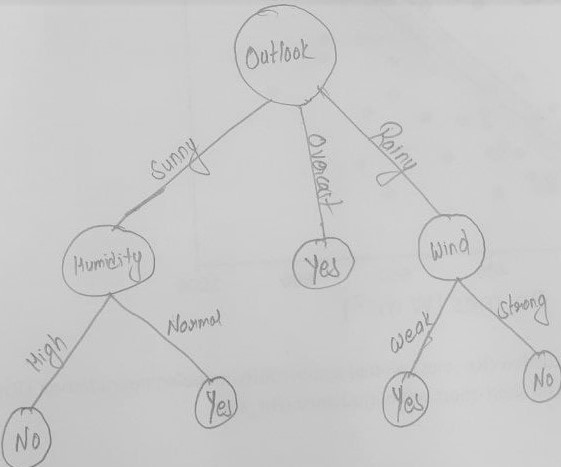 Outlook
Sunny
Overcast
Rainy
Humidity
Yes
Wind
High
Normal
Weak
Strong
No
Yes
Yes
No